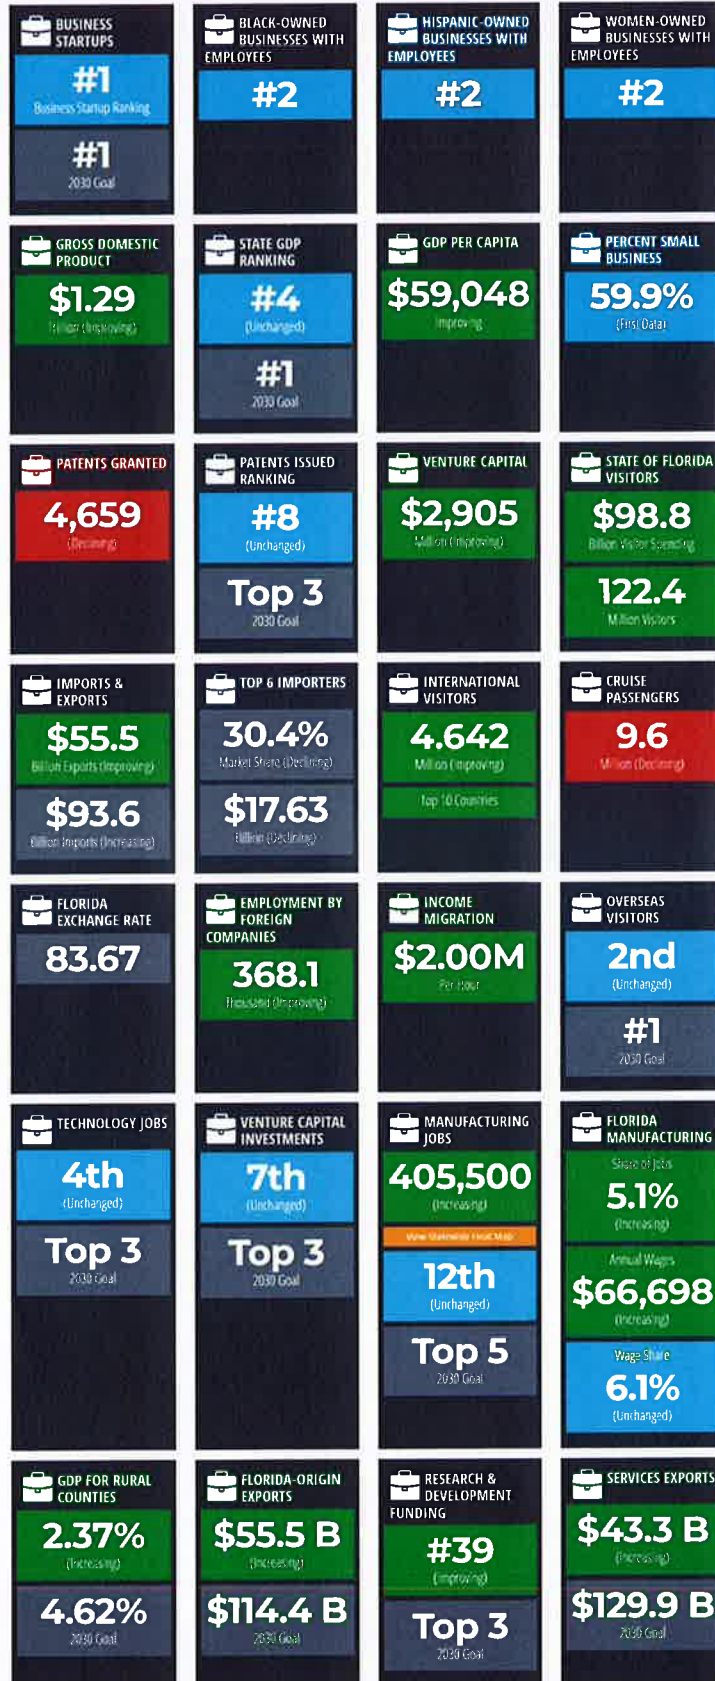 BUSINESS
STARTUPS
#1
Business Startup Ranking
#1
2030 Goal
BLACK-OWNED
BUSINESSES WITH
EMPLOYEES
#2
HISPANIC-OWNED
BUSINESSES WITH
EMPLOYEES
#2
WOMEN-OWNED
BUSINESSES WITH
EMPLOYEES
#2
GROSS DOMESTIC
PRODUCT
$1.29
Trillion (Improving)
STATE GDP
RANKING
#4
(Unchanged)
#1
2030 Goal
GDP PER CAPITA
$59,048
Improving
PERCENT SMALL
BUSINESS
59.9%
(First Data)
PATENTS GRANTED
4,659
(Declining)
PATENTS ISSUED
RANKING
#8
(Unchanged)
Top 3
2030 Goal
VENTURE CAPITAL
$2,905
Million (Improving)
STATE OF FLORIDA
VISITORS
$98.8
Billion Visitor Spending
122.4
Million Visitors
IMPORTS &
EXPORTS
$55.5
Billion Exports (Improving)
$93.6
Billion Imports (Increasing)
TOP 6 IMPORTERS
30.4%
Market Share (Declining)
$17.63
Billion (Declining)
INTERNATIONAL
VISITORS
4.642
Million (Improving)
Top 10 Countries
CRUISE
PASSENGERS
9.6
Million (Declining)
FLORIDA
EXCHANGE RATE
83.67
EMPLOYMENT BY
FOREIGN
COMPANIES
368.1
Thousand (Improving)
INCOME
MIGRATION
$2.00M
Per Hour
OVERSEAS
VISITORS
2nd
(Unchanged)
#1
2030 Goal
TECHNOLOGY JOBS
4th
(Unchanged)
Top 3
2030 Goal
VENTURE CAPITAL
INVESTMENTS
7th
(Unchanged)
Top 3
2030 Goal
MANUFACTURING
JOBS
405,500
(Increasing)
View Statewide Heat Map
12th
(Unchanged)
Top 5
2030 Goal
FLORIDA
MANUFACTURING
Share of Jobs
5.1%
(Increasing)
Annual Wages
$66,698
(Increasing)
Wage Share
6.1%
(Unchanged)
GDP FOR RURAL
COUNTIES
2.37%
(Increasing)
4.62%
2030 Goal
FLORIDA-ORIGIN
EXPORTS
$55.5 B
(Increasing)
$114.4 B
2030 Goal
RESEARCH &
DEVELOPMENT
FUNDING
#39
(Improving)
Top 3
2030 Goal
SERVICES EXPORTS
$43.3 B
(Increasing)
$129.9 B
2030 Goal